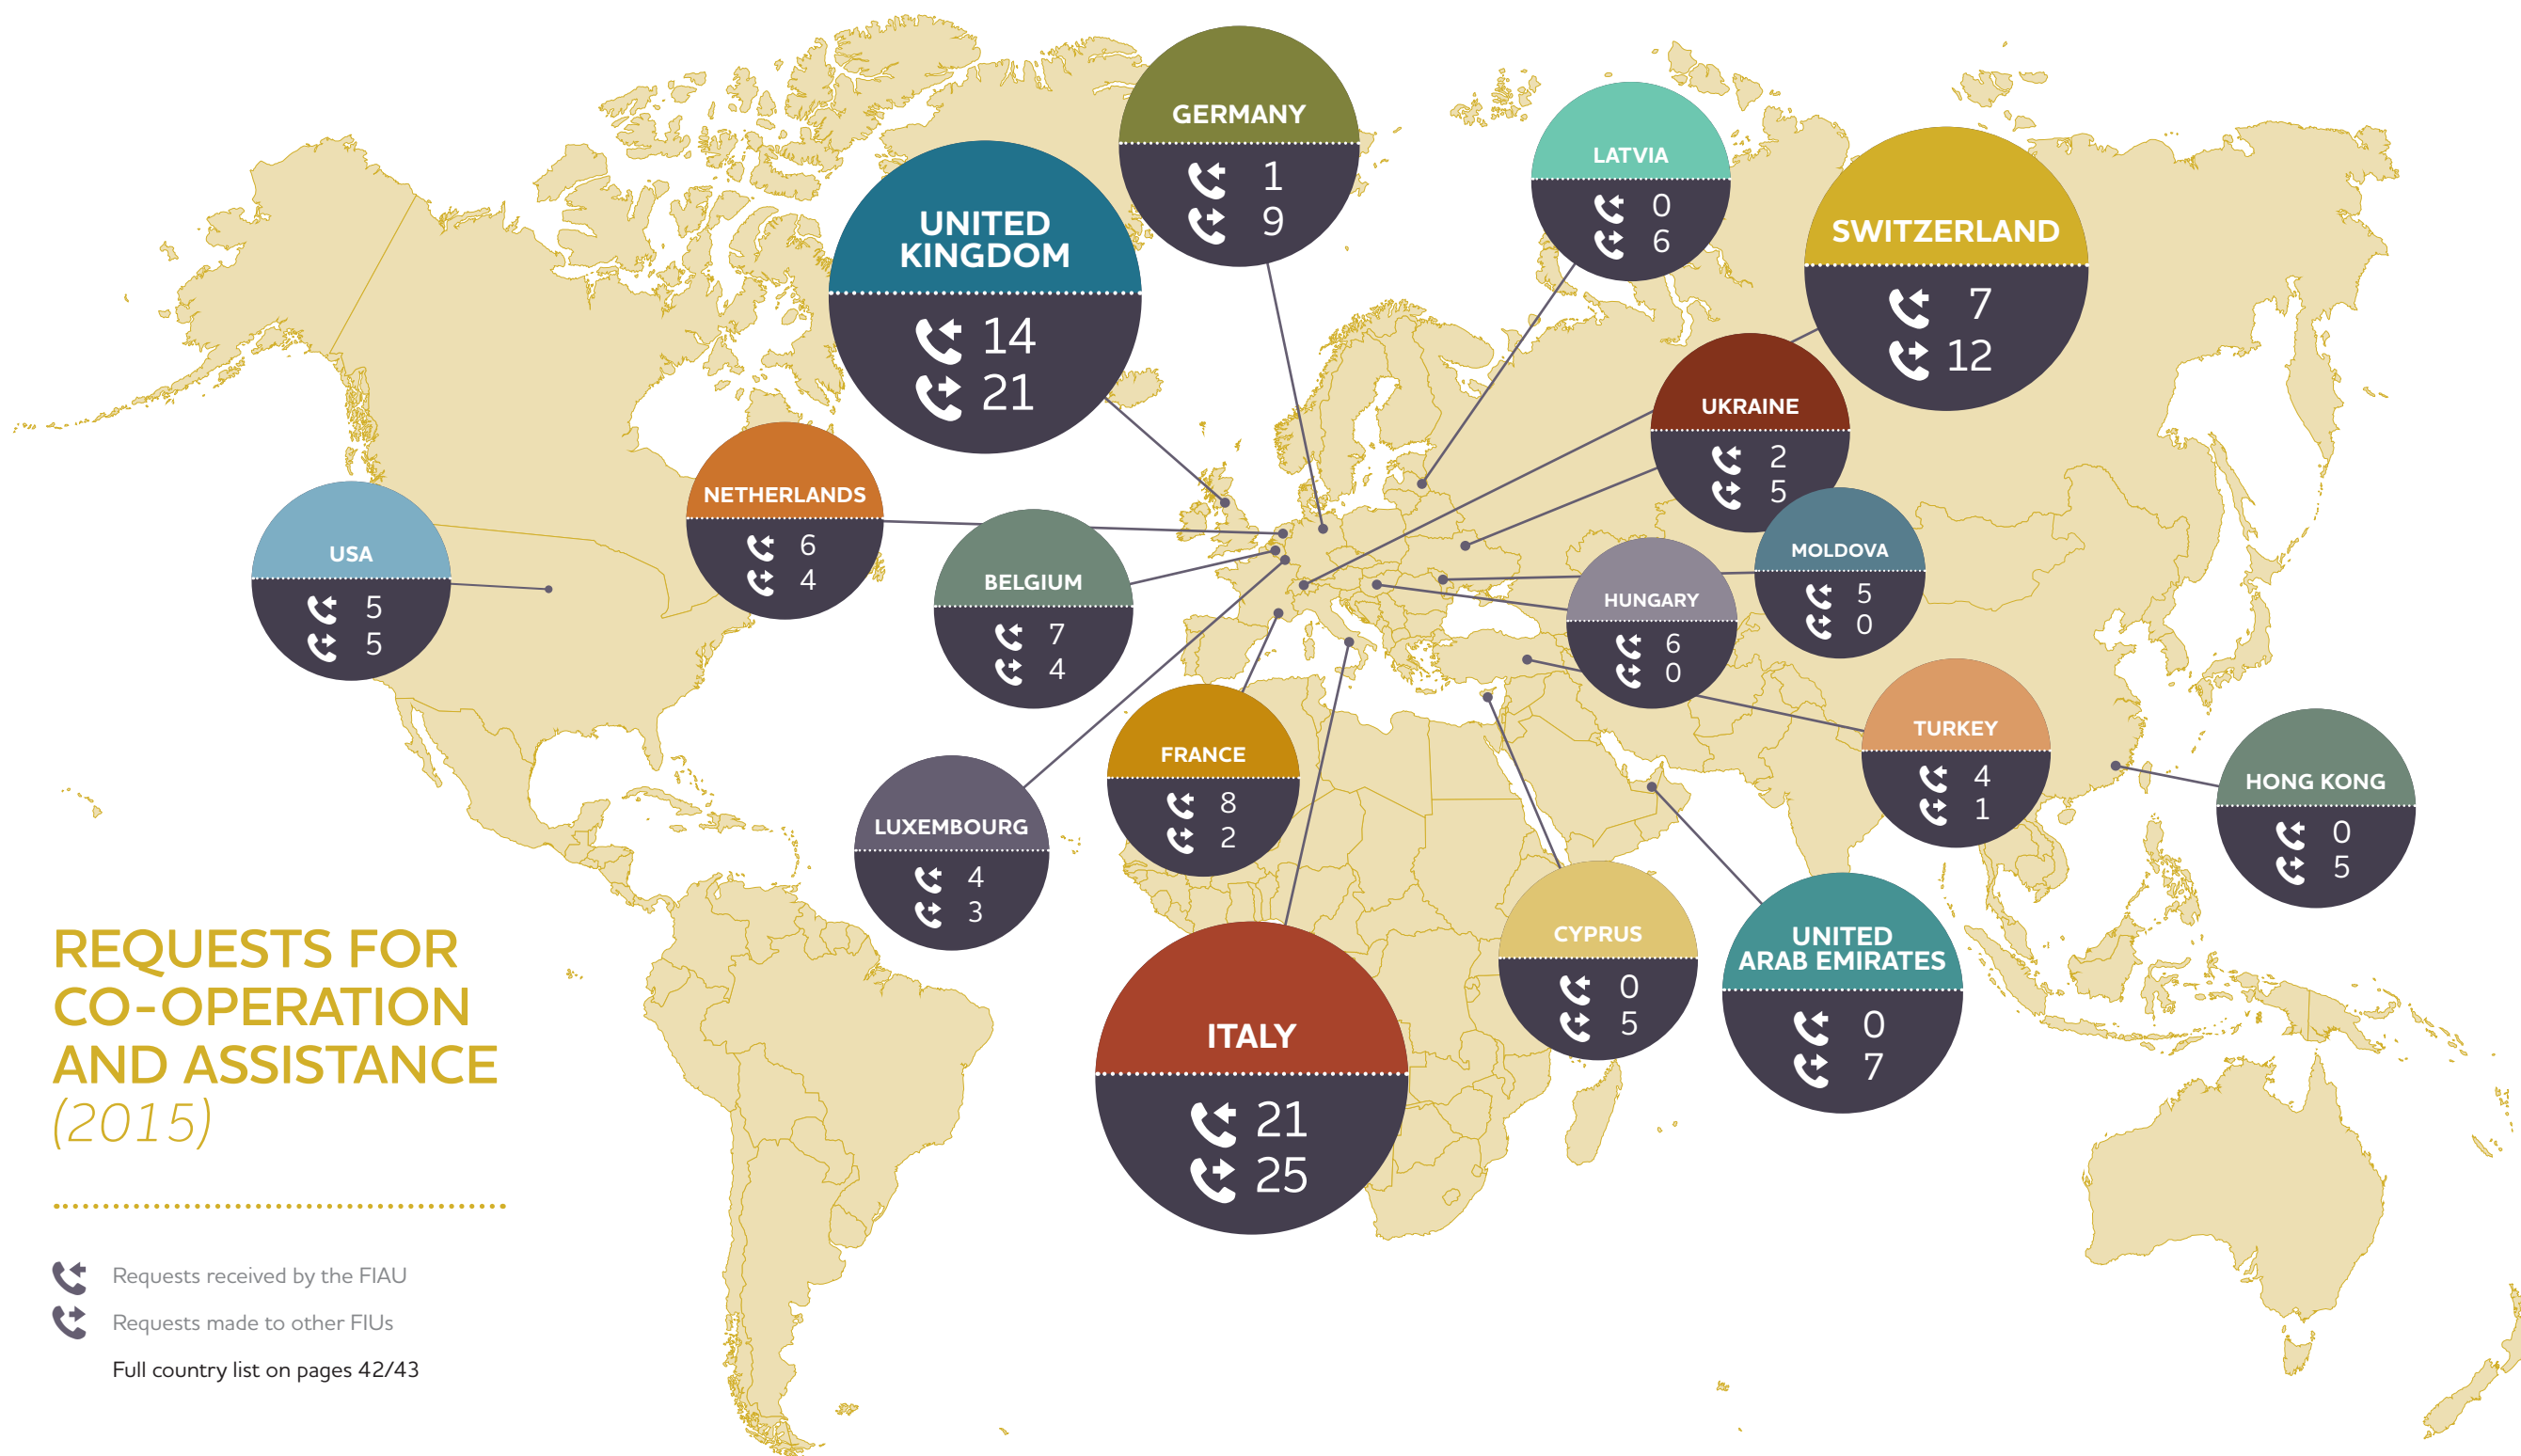 GERMANY
1
9
LATVIA
0
6
UNITED
KINGDOM
14
21
SWITZERLAND
7
12
UKRAINE
2
5
NETHERLANDS
6
4
USA
5
5
BELGIUM
7
4
MOLDOVA
5
0
HUNGARY
6
0
TURKEY
4
1
FRANCE
8
2
HONG KONG
0
5
LUXEMBOURG
4
3
CYPRUS
0
5
UNITED
ARAB EMIRATES
0
7
ITALY
21
25
REQUESTS FOR
CO-OPERATION
AND ASSISTANCE
(2015)
Requests received by the FIAU
Requests made to other FIUs
Full country list on pages 42/43